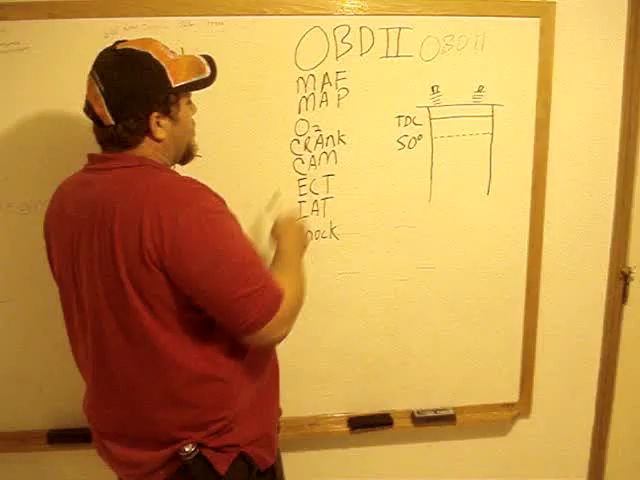 OBD II OBD II
MAF
MAP
O2
CRANK
CAM
ECT
IAT
TDC
50°